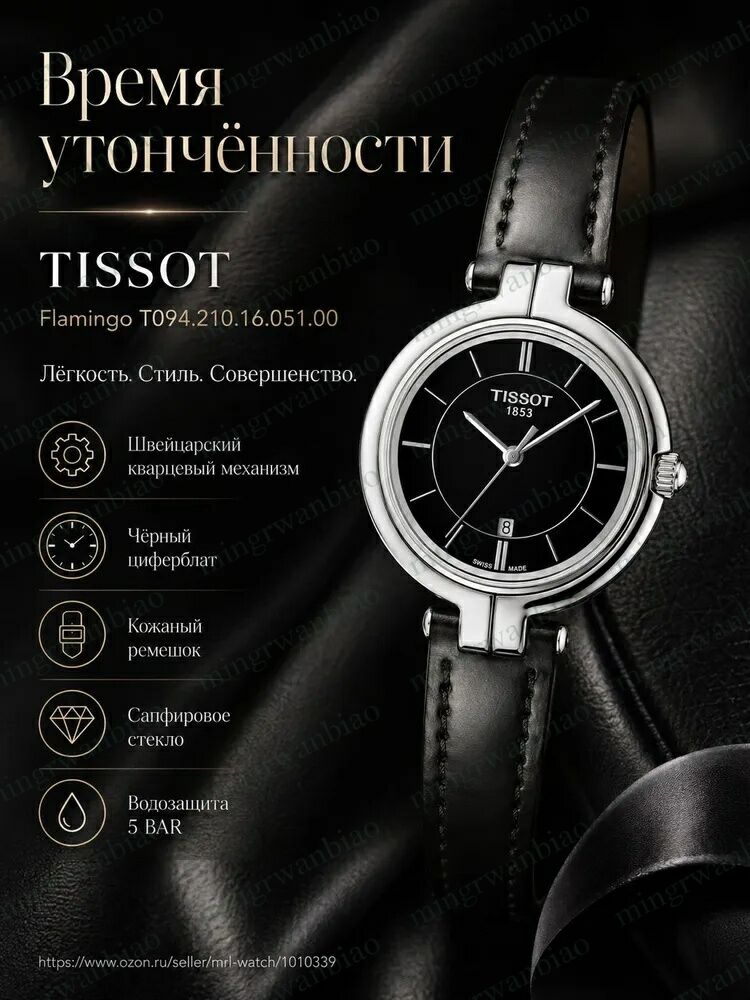 Время
утончённости
TISSOT
Flamingo T094.210.16.051.00
Лёгкость. Стиль. Совершенство.
Швейцарский
кварцевый механизм
Чёрный
циферблат
Кожаный
ремешок
Сапфировое
стекло
Водозащита
5 BAR
TISSOT
1853
8
SWISS MADE
https://www.ozon.ru/seller/mrl-watch/1010339
mingrwanbiao